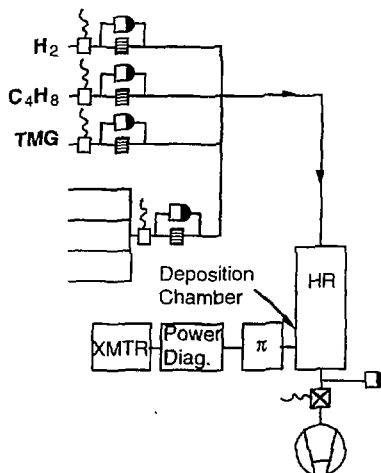 H2
C4H8
TMG
Deposition
Chamber
HR
XMTR
Power
Diag.
π